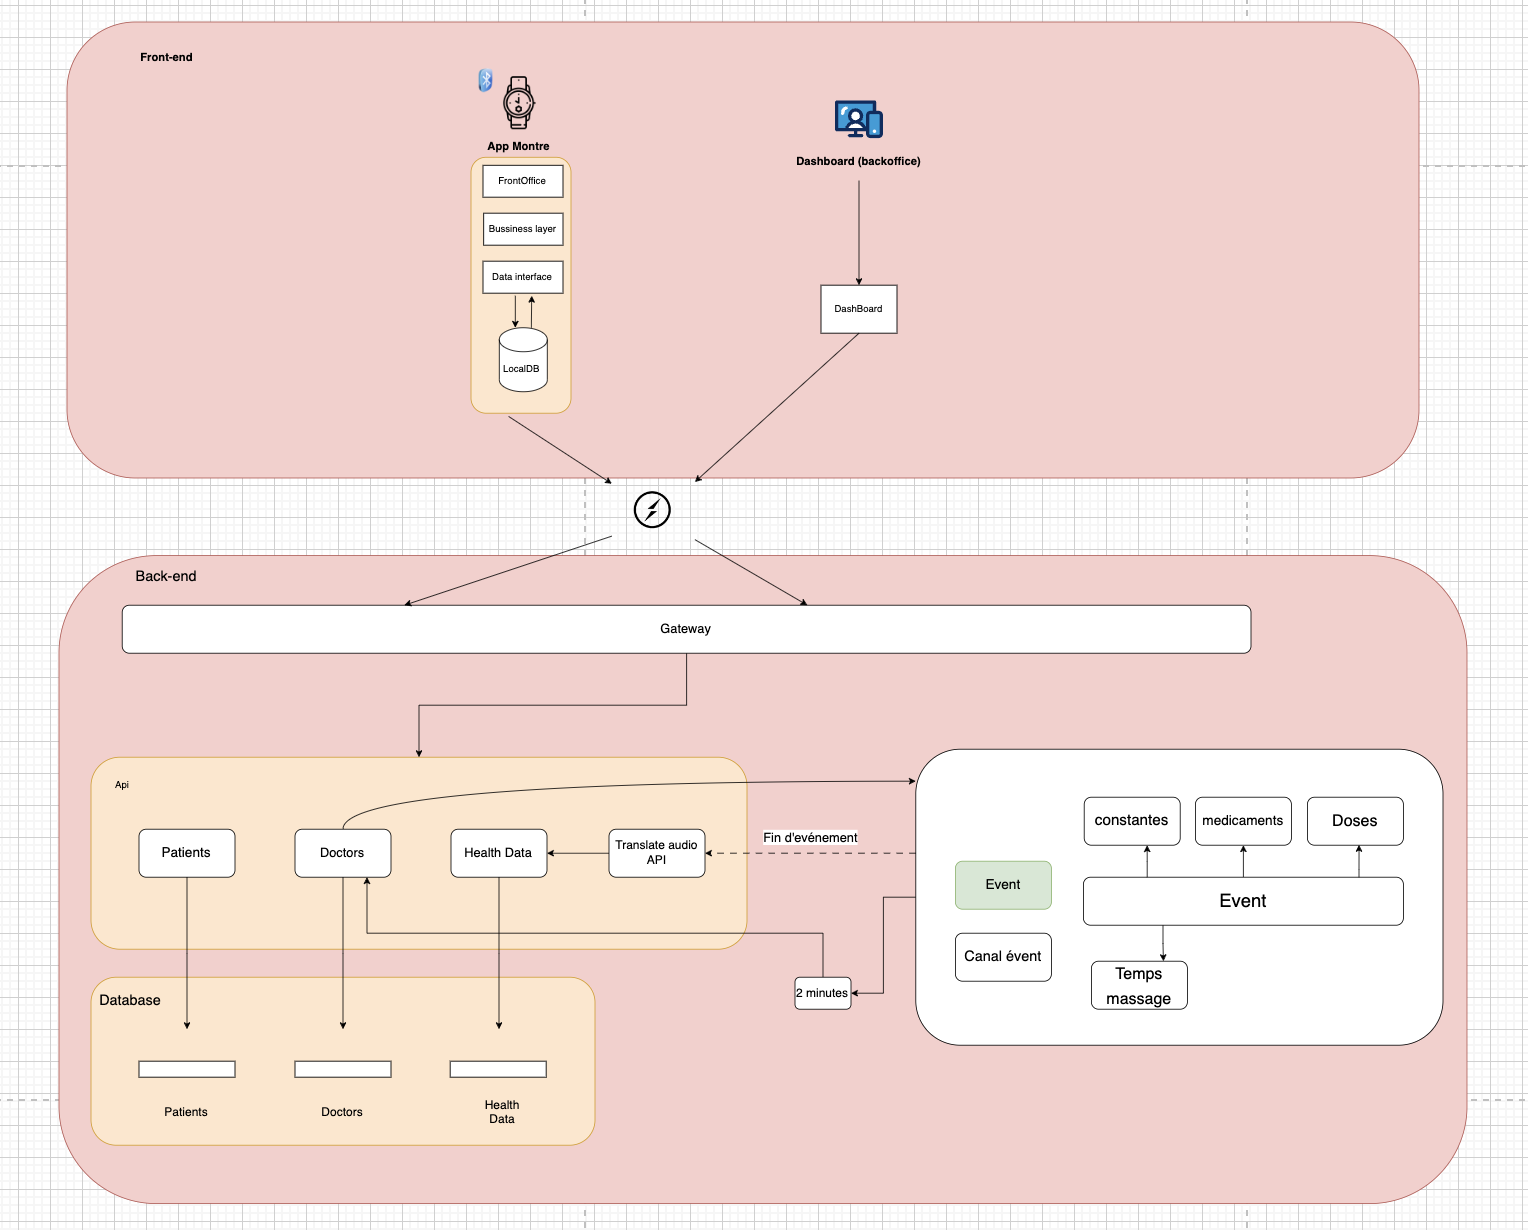 Front-end
App Montre
Dashboard (backoffice)
FrontOffice
Bussiness layer
Data interface
LocalDB
DashBoard
Back-end
Gateway
Api
Patients
Doctors
Health Data
Translate audio
API
Fin d'evénement
constantes
medicaments
Doses
Event
Event
Canal évent
Temps
massage
2 minutes
Database
Patients
Doctors
Health
Data